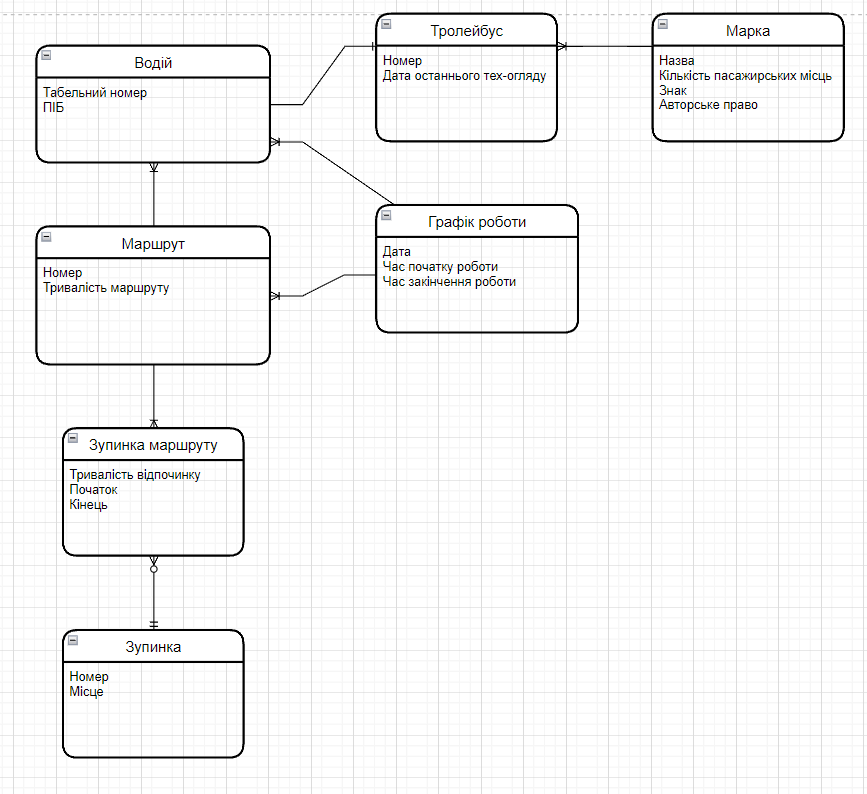 Водій
Табельний номер
ПІБ
Тролейбус
Номер
Дата останнього тех-огляду
Марка
Назва
Кількість пасажирських місць
Знак
Авторське право
Маршрут
Номер
Тривалість маршруту
Графік роботи
Дата
Час початку роботи
Час закінчення роботи
Зупинка маршруту
Тривалість відпочинку
Початок
Кінець
Зупинка
Номер
Місце